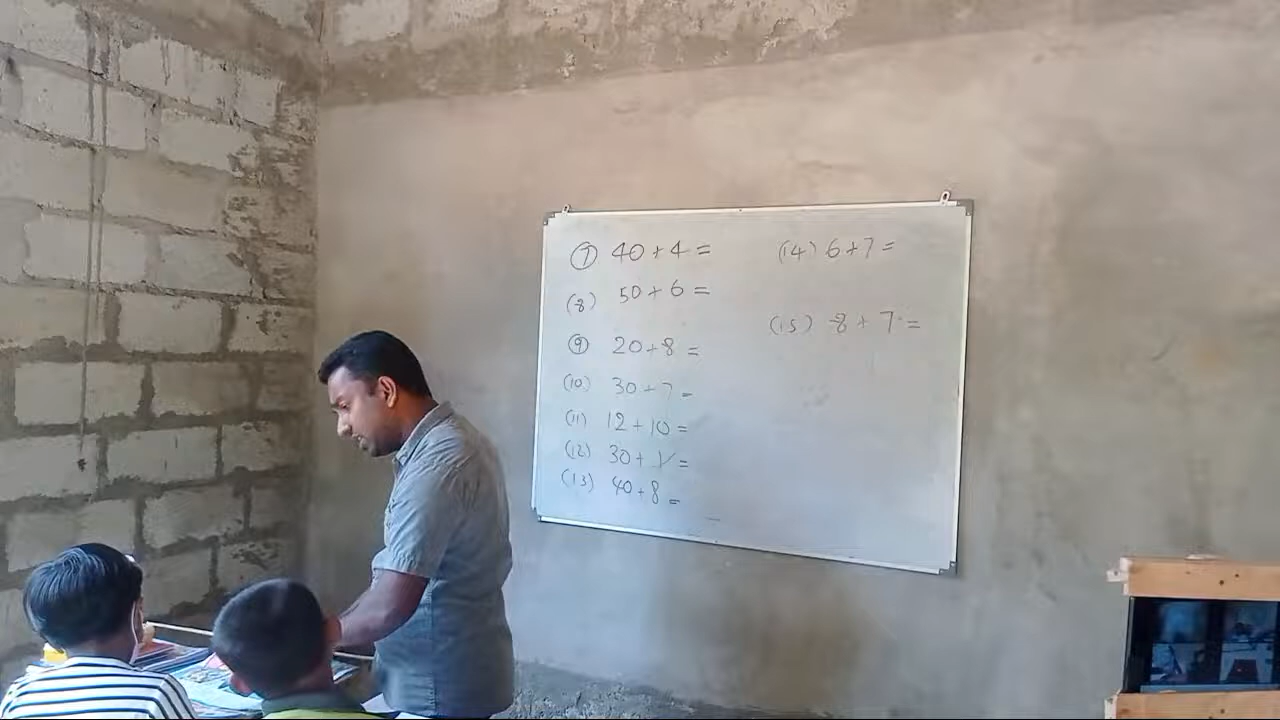 (7) 40 + 4 =
(8) 50 + 6 =
(9) 20 + 8 =
(10) 30 + 7 =
(11) 12 + 10 =
(12) 30 + 1 =
(13) 40 + 8 =
(14) 6 + 7 =
(15) 8 + 7 =